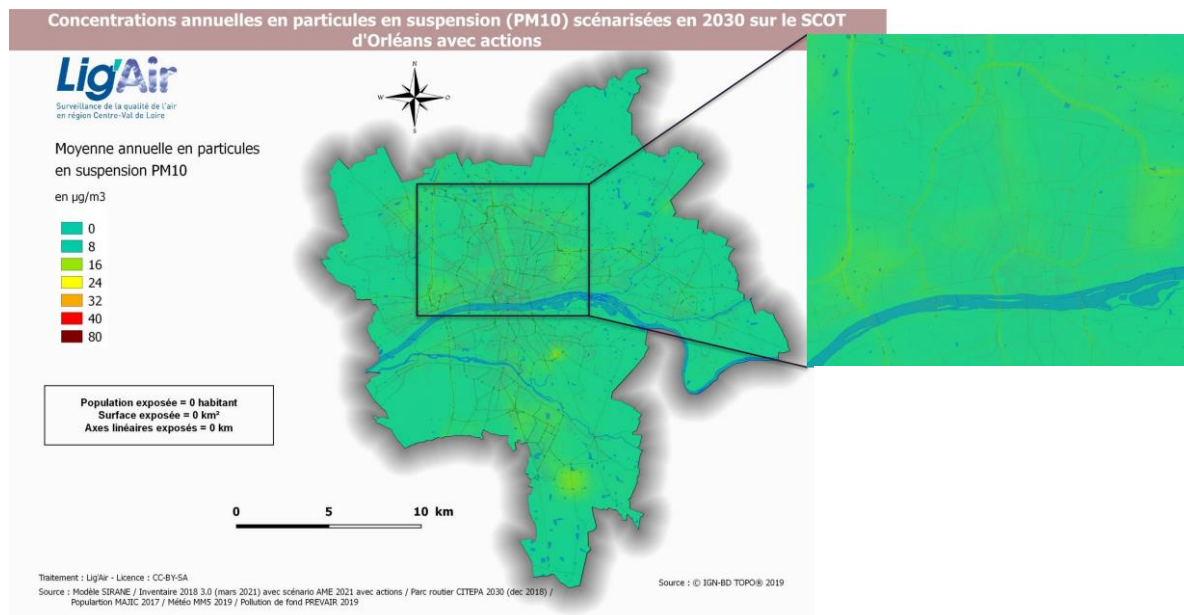 Concentrations annuelles en particules en suspension (PM10) scénarisées en 2030 sur le SCOT
d'Orléans avec actions
Lig'Air
Surveillance de la qualité de l'air
en région Centre-Val de Loire
N
W
O
S
Moyenne annuelle en particules
en suspension PM10
en µg/m3
0
8
16
24
32
40
80
Population exposée = 0 habitant
Surface exposée = 0 km²
Axes linéaires exposés = 0 km
0 5 10 km
Traitement : Lig'Air - Licence : CC-BY-SA
Source : © IGN-BD TOPO® 2019
Source : Modèle SIRANE / Inventaire 2018 3.0 (mars 2021) avec scénario AME 2021 avec actions / Parc routier CITEPA 2030 (dec 2018) /
Populartion MAJIC 2017 / Météo MM5 2019 / Pollution de fond PREVAIR 2019